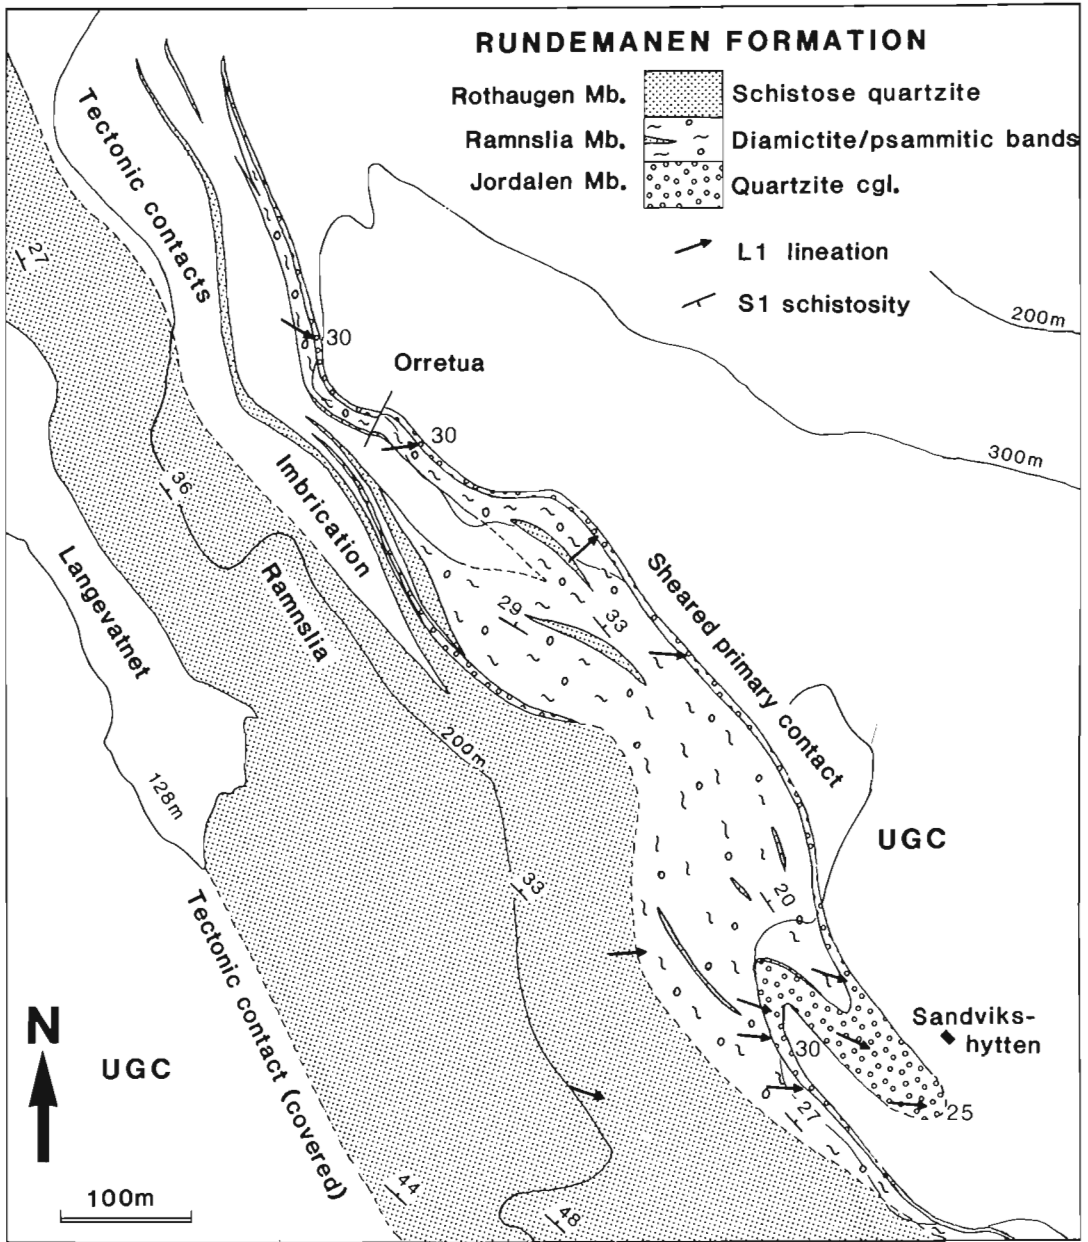 RUNDEMANEN FORMATION
Rothaugen Mb. Schistose quartzite
Ramnslia Mb. Diamictite/psammitic bands
Jordalen Mb. Quartzite cgl.
L1 lineation
S1 schistosity
Tectonic contacts
27
200m
30
Orretua
30
300m
36
Imbrication
Langevatnet
Ramnslia
29
33
Sheared primary contact
200m
128m
UGC
33
20
Tectonic contact (covered)
N
Sandviks-
hytten
30
UGC
25
27
44
48
100m